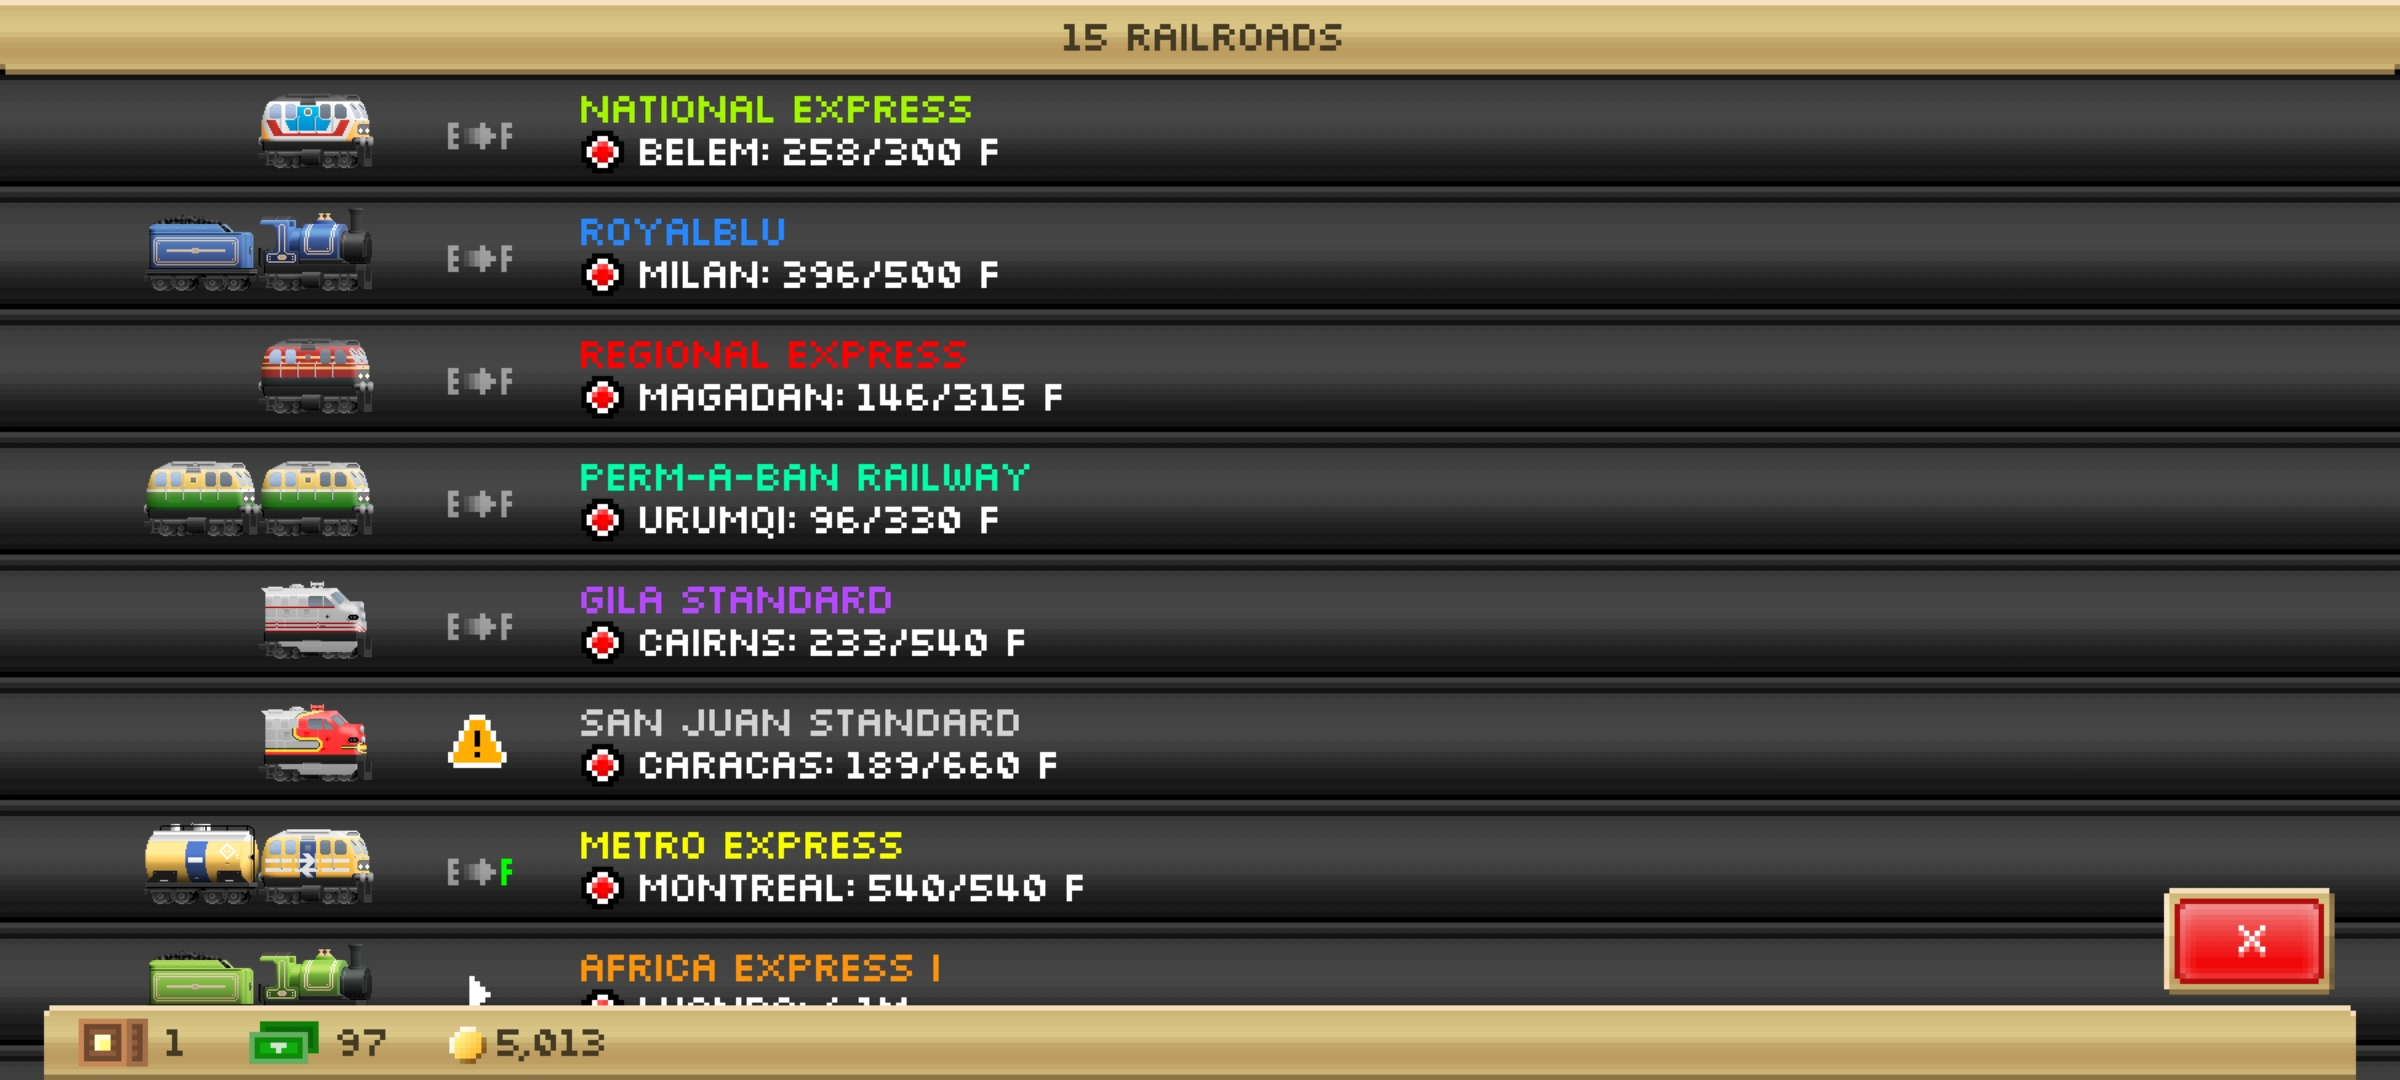 15 RAILROADS
NATIONAL EXPRESS
E F
BELEM: 258/300 F
ROYALBLU
E F
MILAN: 396/500 F
REGIONAL EXPRESS
E F
MAGADAN: 146/315 F
PERM-A-BAN RAILWAY
E F
URUMQI: 96/330 F
GILA STANDARD
E F
CAIRNS: 233/540 F
SAN JUAN STANDARD
!
CARACAS: 189/660 F
METRO EXPRESS
E F
MONTREAL: 540/540 F
AFRICA EXPRESS I
X
1 97 5,013